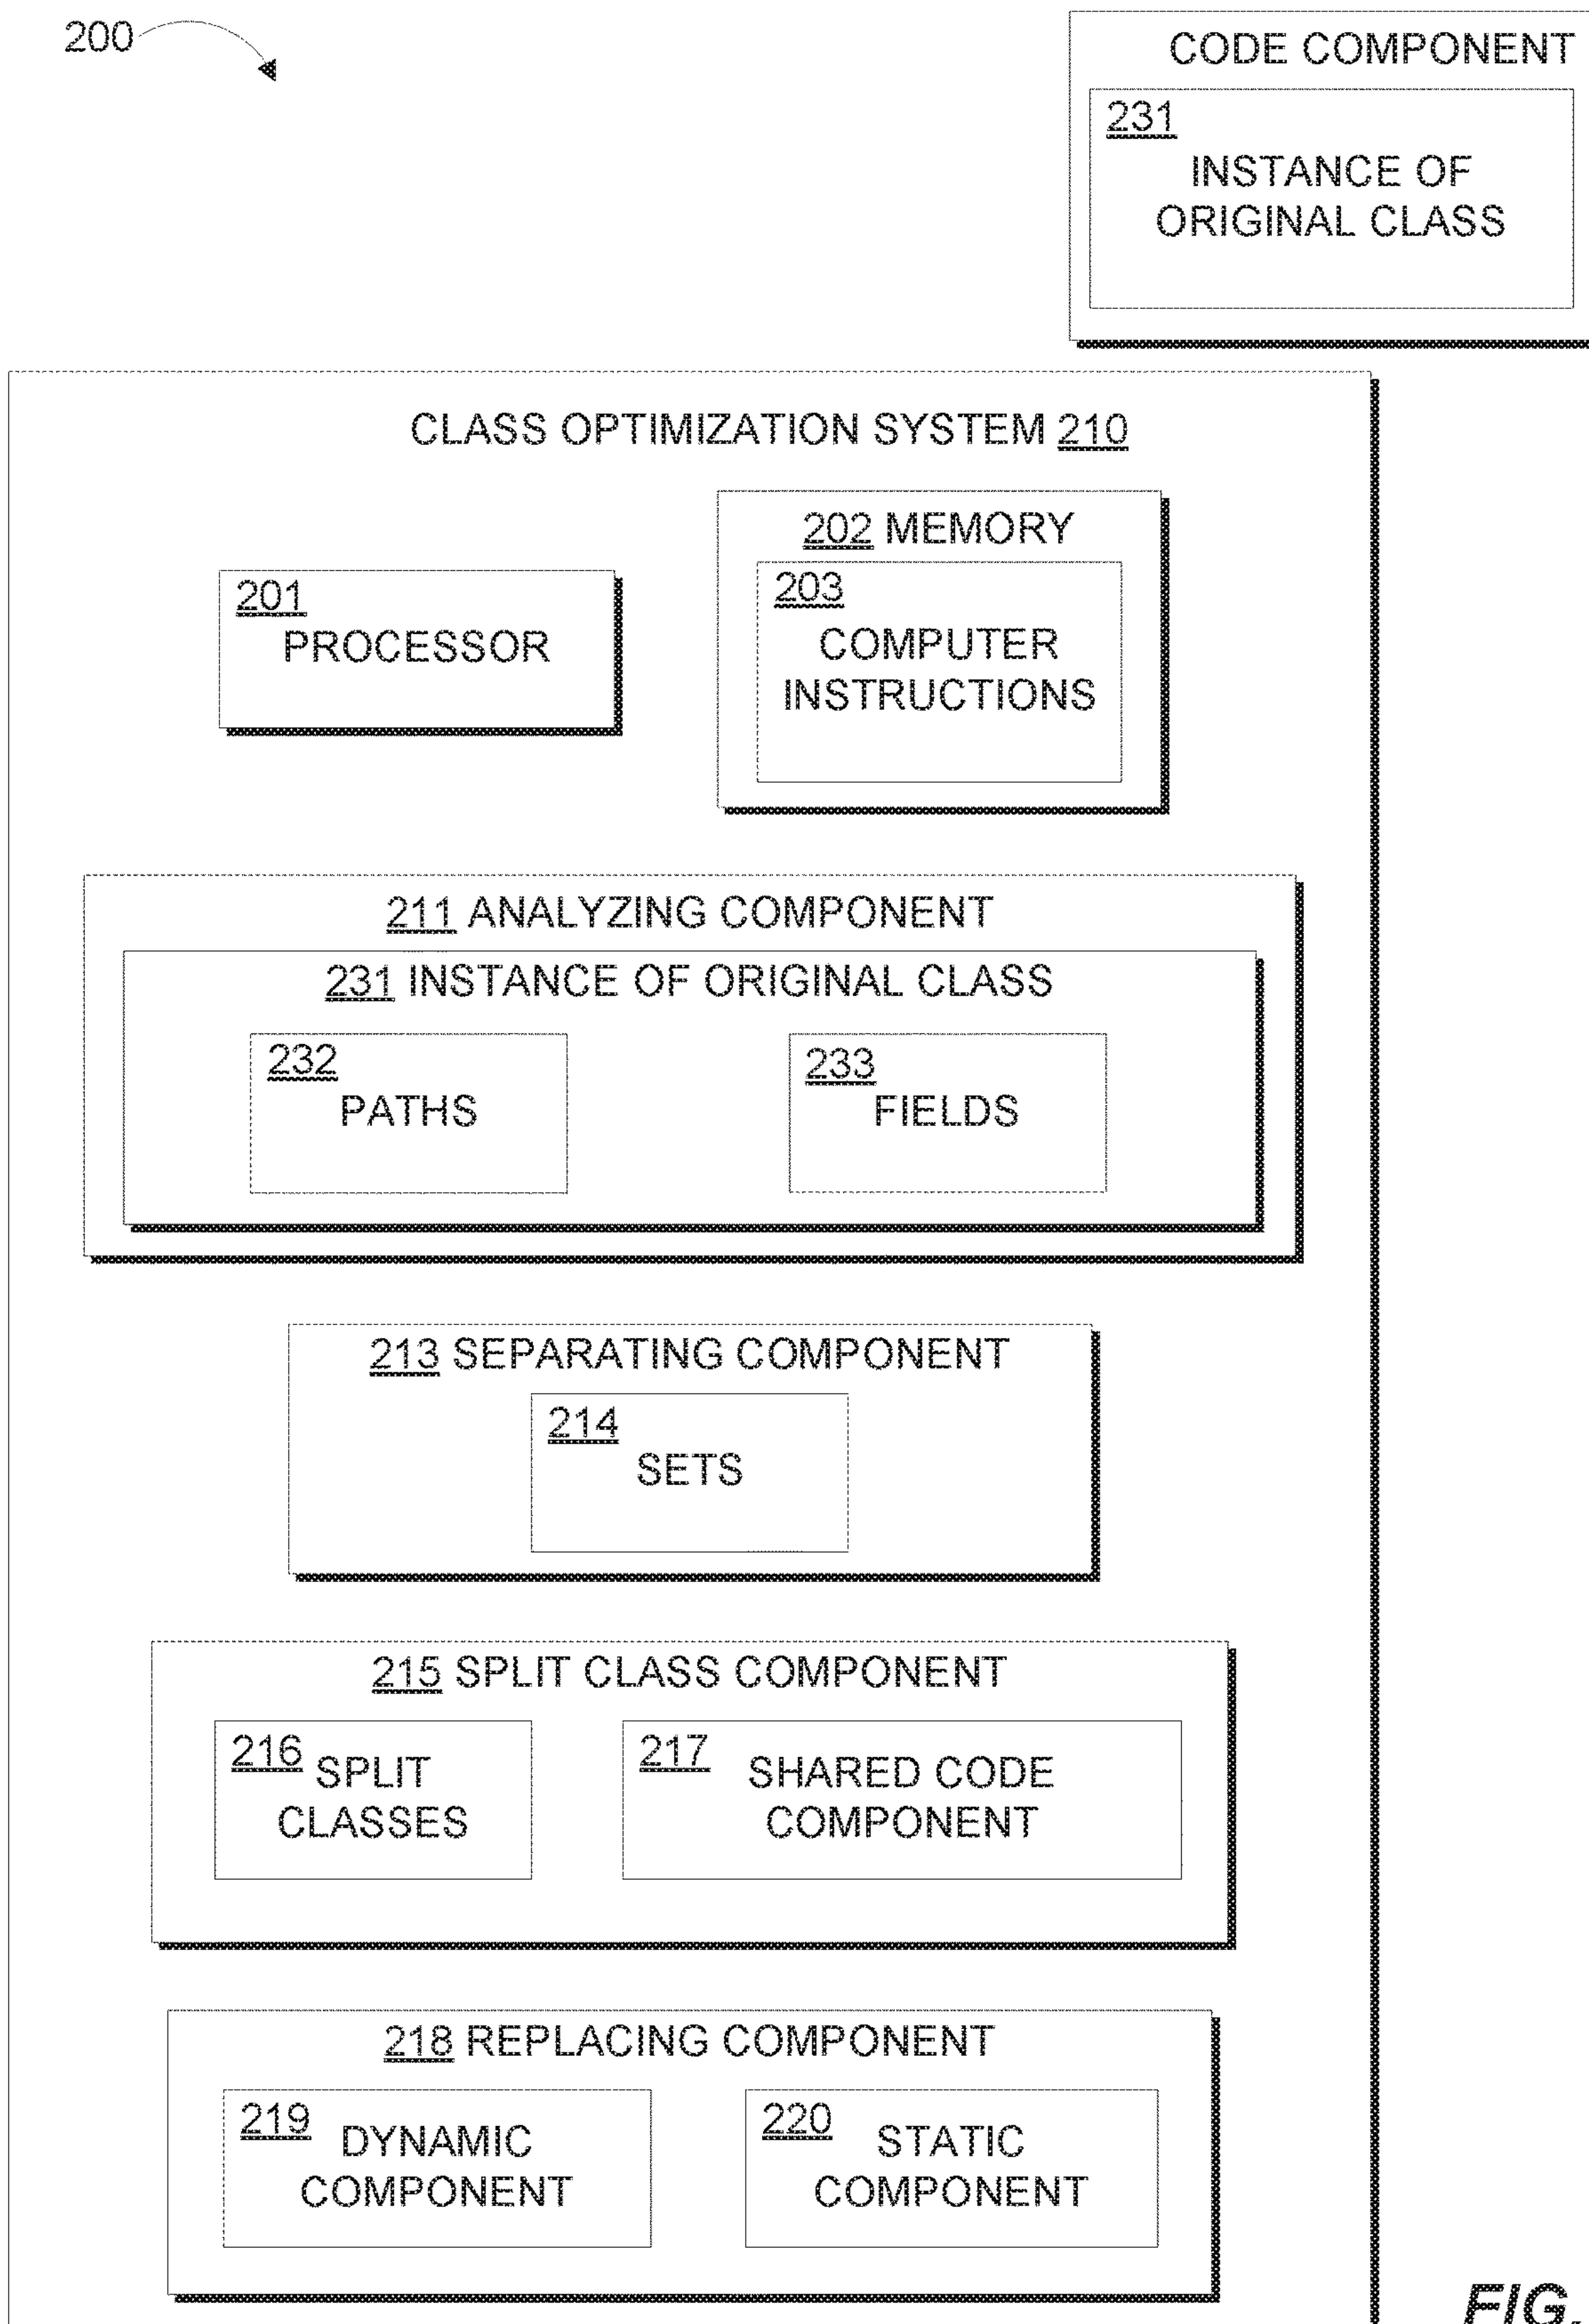 200
CODE COMPONENT
231
INSTANCE OF
ORIGINAL CLASS
CLASS OPTIMIZATION SYSTEM 210
202 MEMORY
201
PROCESSOR
203
COMPUTER
INSTRUCTIONS
211 ANALYZING COMPONENT
231 INSTANCE OF ORIGINAL CLASS
232
PATHS
233
FIELDS
213 SEPARATING COMPONENT
214
SETS
215 SPLIT CLASS COMPONENT
216 SPLIT
CLASSES
217 SHARED CODE
COMPONENT
218 REPLACING COMPONENT
219 DYNAMIC
COMPONENT
220 STATIC
COMPONENT
FIG.